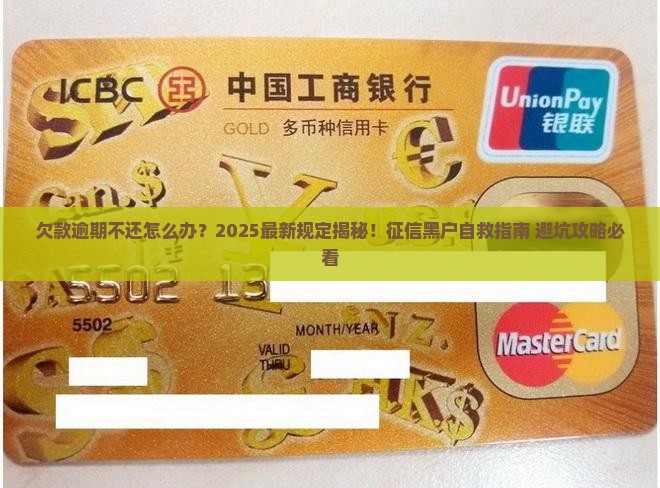 ICBC 中国工商银行
GOLD 多币种信用卡
UnionPay
银联
Can.$
欠款逾期不还怎么办？2025最新规定揭秘！征信黑户自救指南 避坑攻略必
看
5502 13
5502
MONTH/YEAR
VALID
THRU
NZ.
HK$
MasterCard